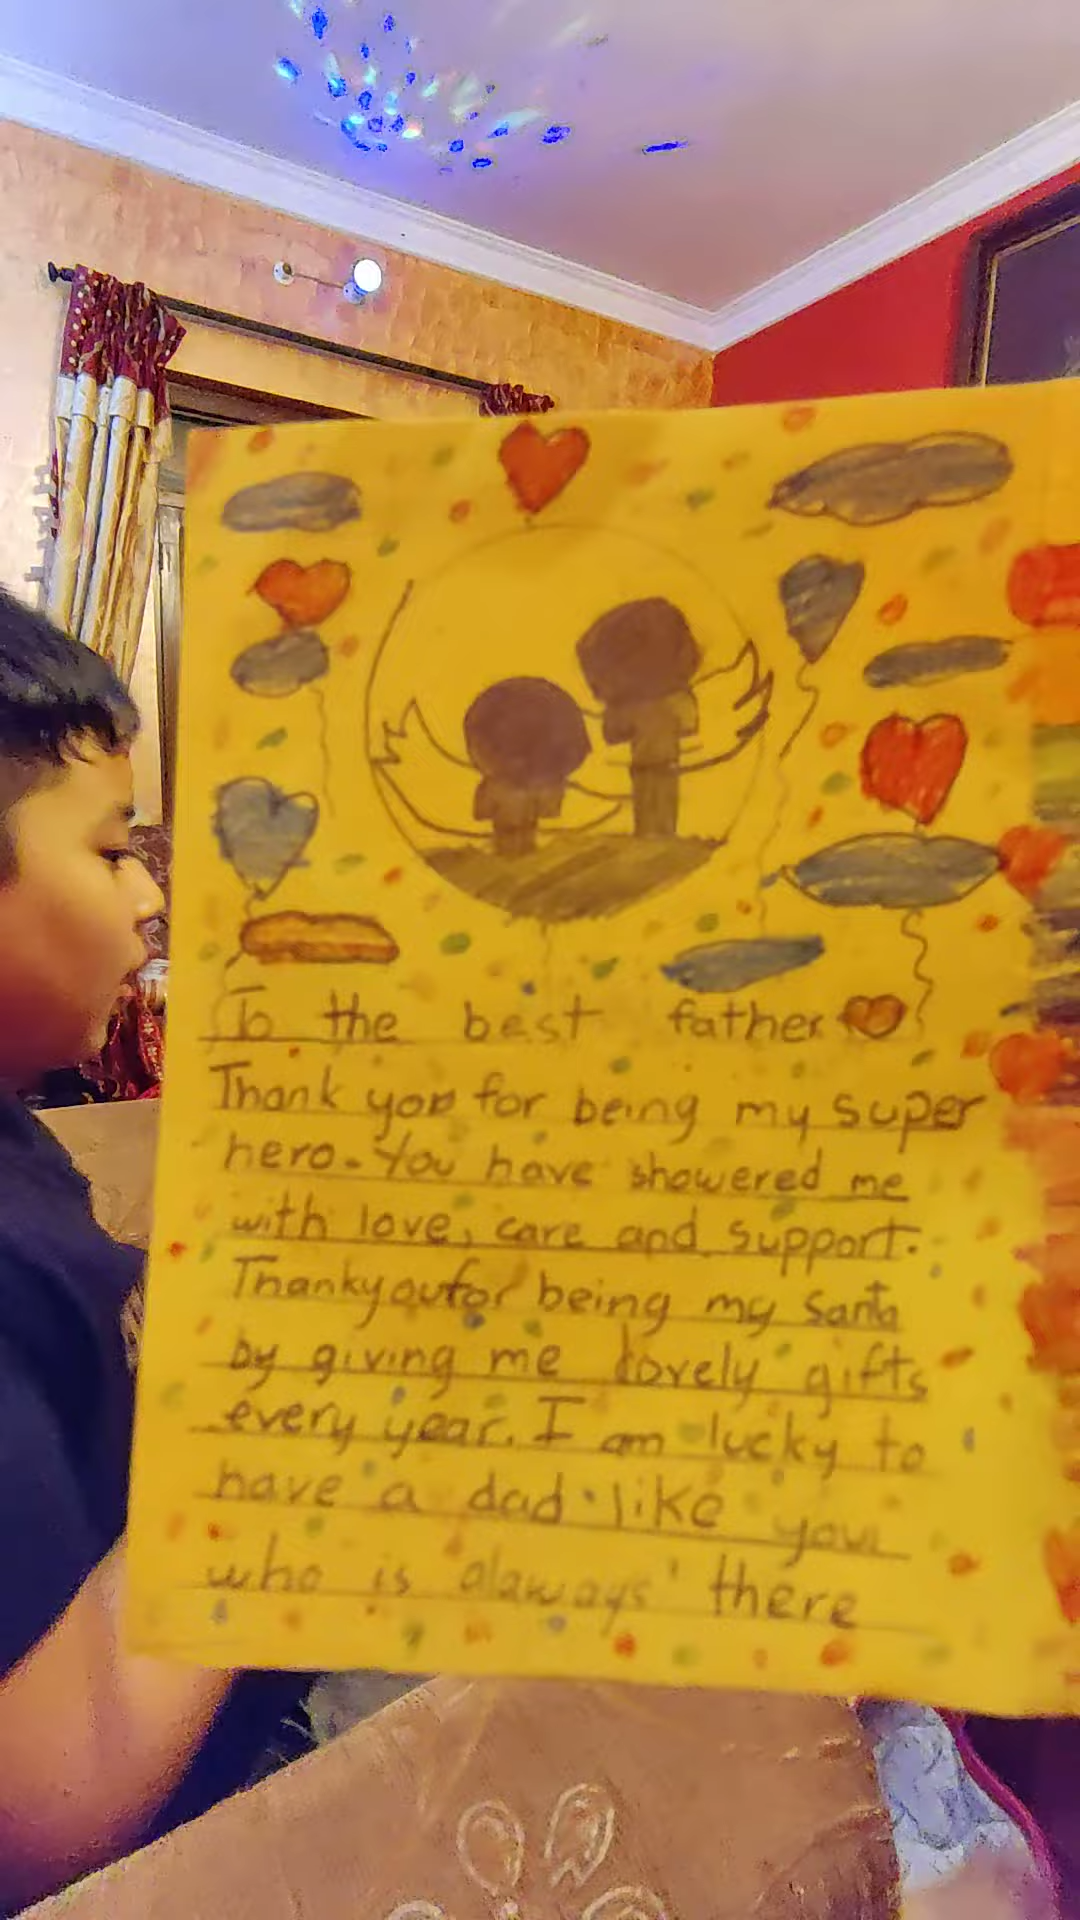 To the best father
Thank you for being my super
hero. You have showered me
with love, care and support.
Thankyoufor being my Santa
by giving me lovely gifts
every year. I am lucky to
have a dad like you
who is alaways there